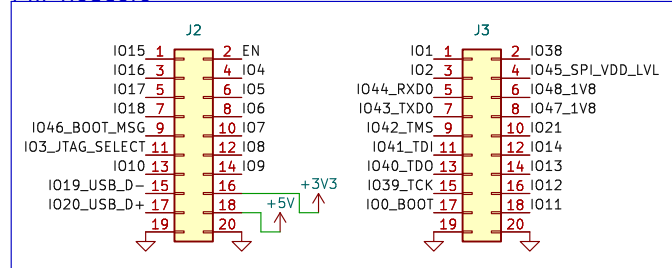 J2
IO15 1 2 EN
IO16 3 4 IO4
IO17 5 6 IO5
IO18 7 8 IO6
IO46_BOOT_MSG 9 10 IO7
IO3_JTAG_SELECT 11 12 IO8
IO10 13 14 IO9
IO19_USB_D- 15 16 +3V3
IO20_USB_D+ 17 18 +5V
19 20
J3
IO1 1 2 IO38
IO2 3 4 IO45_SPI_VDD_LVL
IO44_RXD0 5 6 IO48_1V8
IO43_TXD0 7 8 IO47_1V8
IO42_TMS 9 10 IO21
IO41_TDI 11 12 IO14
IO40_TDO 13 14 IO13
IO39_TCK 15 16 IO12
IO0_BOOT 17 18 IO11
19 20